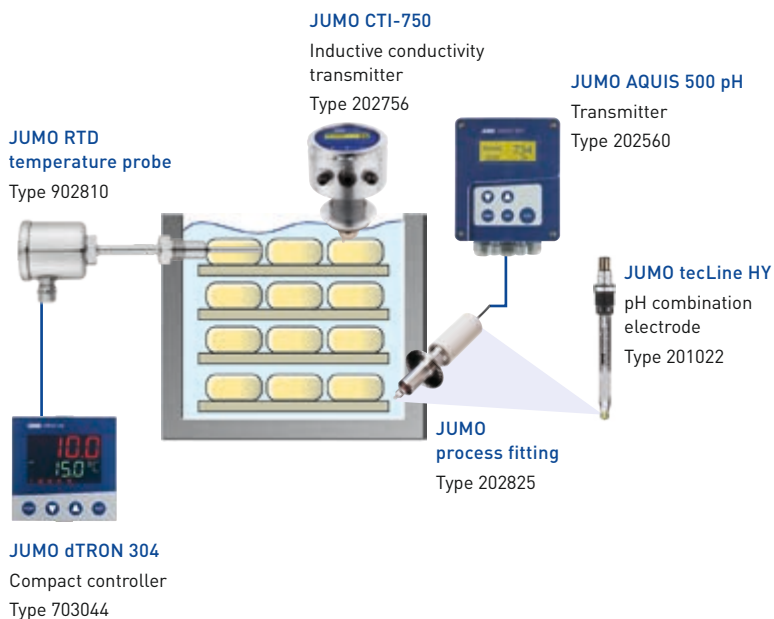 JUMO CTI-750
Inductive conductivity
transmitter
Type 202756
JUMO AQUIS 500 pH
Transmitter
Type 202560
JUMO RTD
temperature probe
Type 902810
JUMO tecLine HY
pH combination
electrode
Type 201022
JUMO
process fitting
Type 202825
10.0
15.0 °C
JUMO dTRON 304
Compact controller
Type 703044